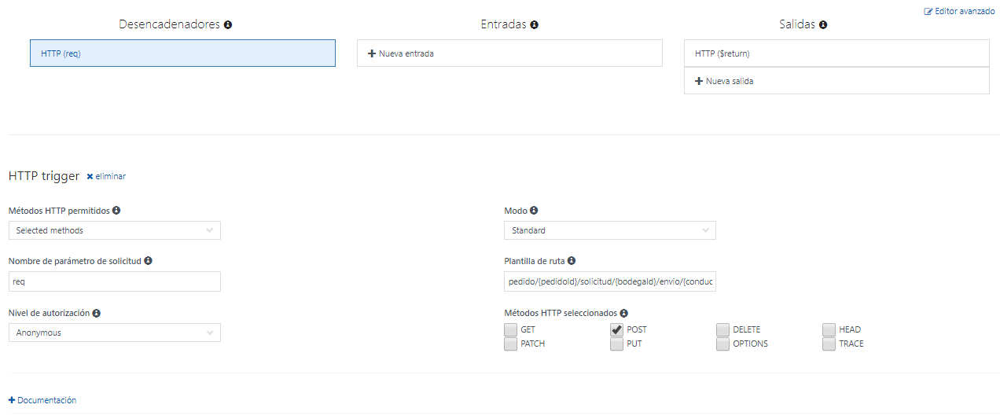 Editor avanzado
Desencadenadores
Entradas
Salidas
HTTP (req)
Nueva entrada
HTTP ($return)
Nueva salida
HTTP trigger eliminar
Métodos HTTP permitidos
Modo
Selected methods
Standard
Nombre de parámetro de solicitud
Plantilla de ruta
req
pedido/{pedidoId}/solicitud/{bodegaId}/envio/{conduc
Nivel de autorización
Métodos HTTP seleccionados
Anonymous
GET POST DELETE HEAD
PATCH PUT OPTIONS TRACE
Documentación